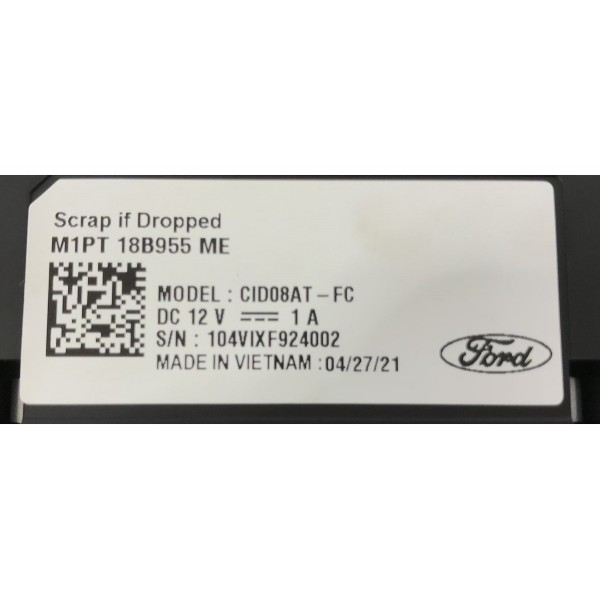 Scrap if Dropped
M1PT 18B955 ME
MODEL : CID08AT-FC
DC 12 V ⎓ 1 A
S/N : 104VIXF924002
MADE IN VIETNAM : 04/27/21
Ford